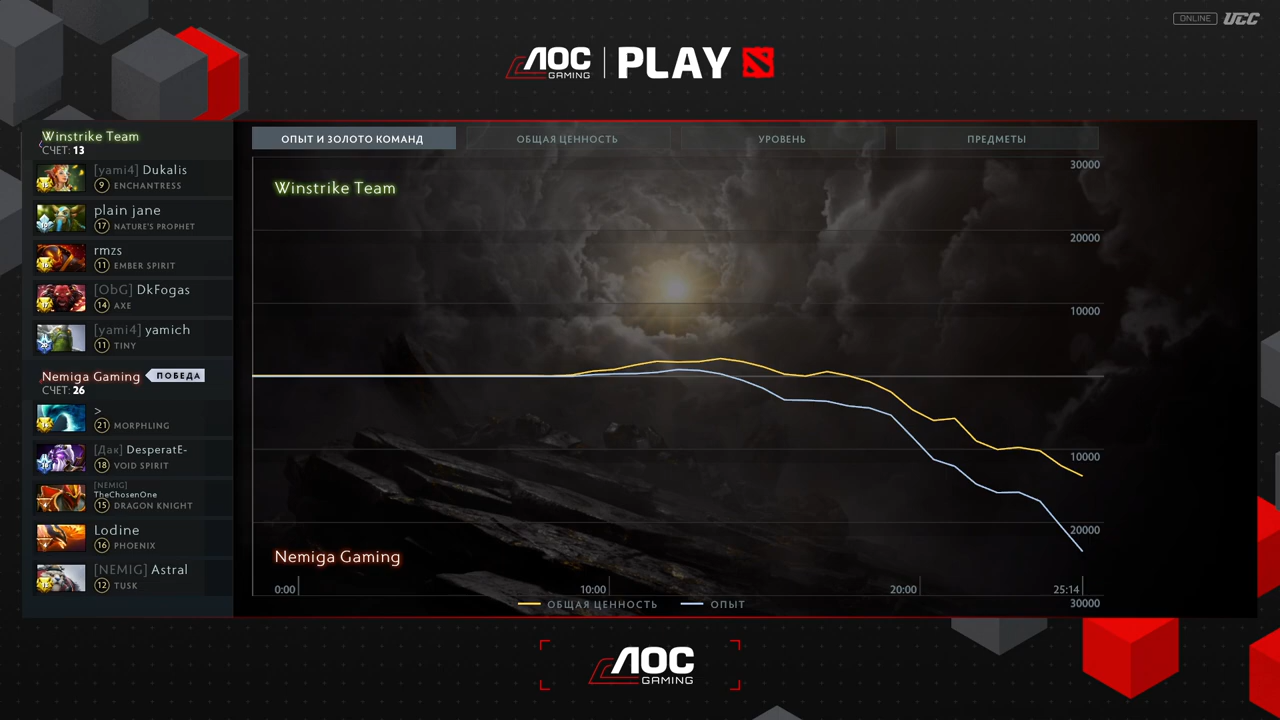 ONLINE UCC
AOC GAMING PLAY
Winstrike Team
СЧЕТ: 13
[yami4] Dukalis
9 ENCHANTRESS
plain jane
17 NATURE'S PROPHET
rmzs
11 EMBER SPIRIT
[ObG] DkFogas
14 AXE
[yami4] yamich
11 TINY
Nemiga Gaming ПОБЕДА
СЧЕТ: 26
>
21 MORPHLING
[Дак] DesperatE-
18 VOID SPIRIT
[NEMIG]
TheChosenOne
15 DRAGON KNIGHT
Lodine
16 PHOENIX
[NEMIG] Astral
12 TUSK
ОПЫТ И ЗОЛОТО КОМАНД
ОБЩАЯ ЦЕННОСТЬ
УРОВЕНЬ
ПРЕДМЕТЫ
30000
Winstrike Team
20000
10000
10000
20000
Nemiga Gaming
0:00 10:00 20:00 25:14
30000
ОБЩАЯ ЦЕННОСТЬ ОПЫТ
AOC
GAMING